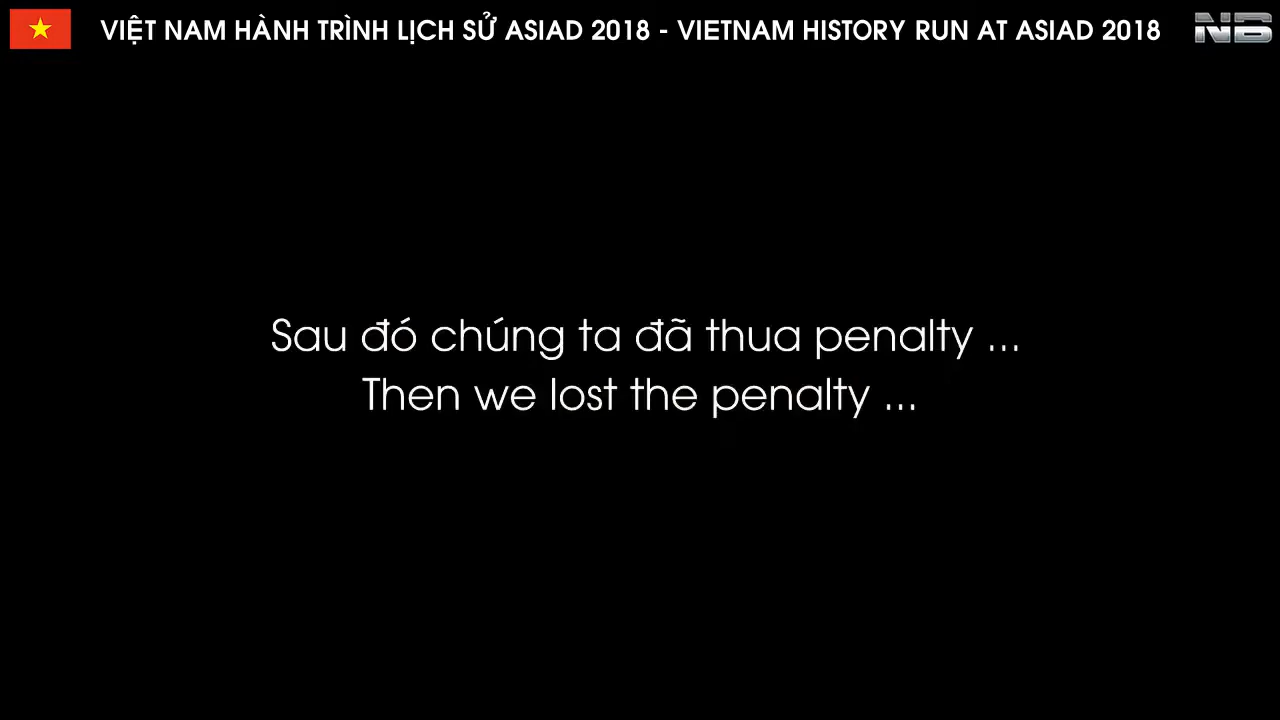 VIỆT NAM HÀNH TRÌNH LỊCH SỬ ASIAD 2018 - VIETNAM HISTORY RUN AT ASIAD 2018
NB
Sau đó chúng ta đã thua penalty ...
Then we lost the penalty ...